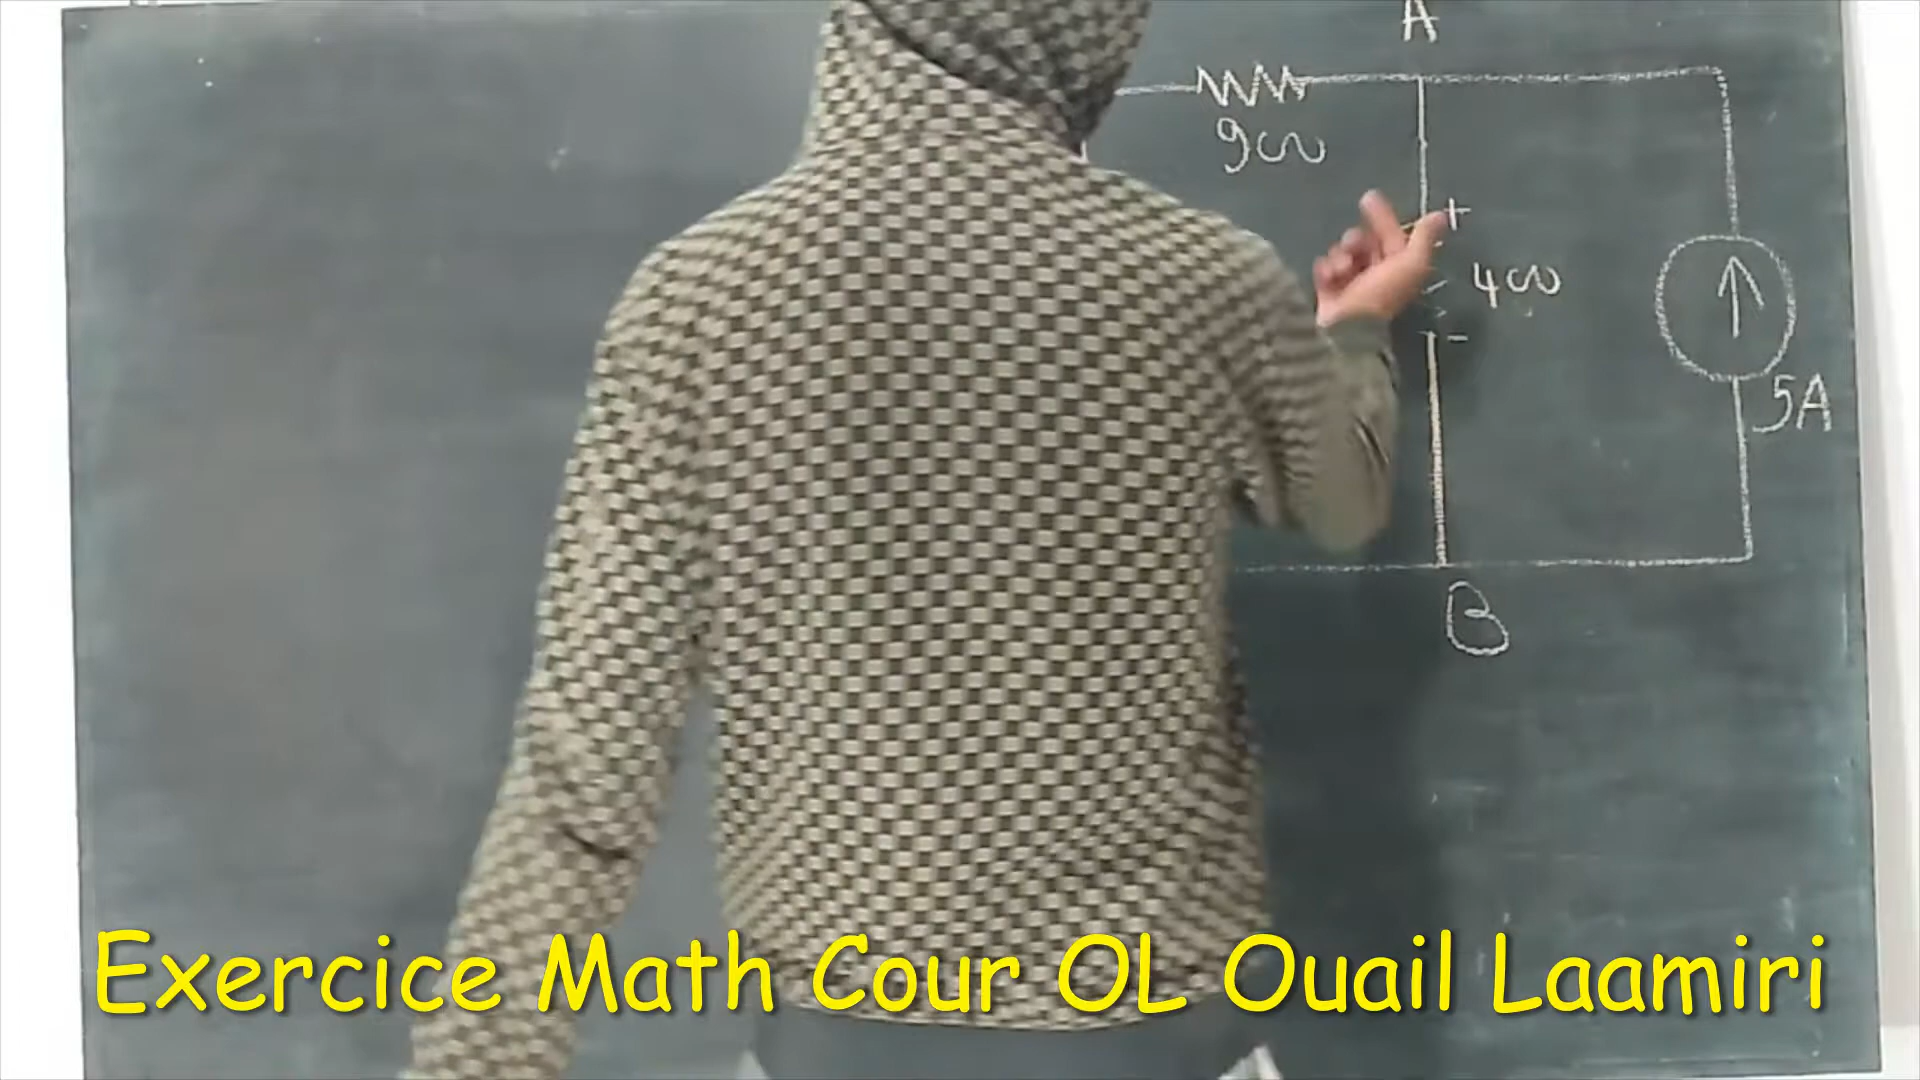 A
9Ω
+
4Ω
-
5A
B
Exercice Math Cour OL Ouail Laamiri